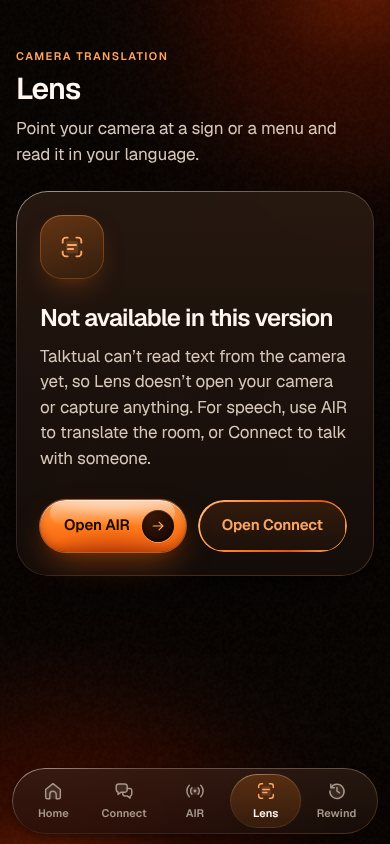 CAMERA TRANSLATION
Lens
Point your camera at a sign or a menu and
read it in your language.
Not available in this version
Talktual can’t read text from the camera
yet, so Lens doesn’t open your camera
or capture anything. For speech, use AIR
to translate the room, or Connect to talk
with someone.
Open AIR
Open Connect
Home
Connect
AIR
Lens
Rewind